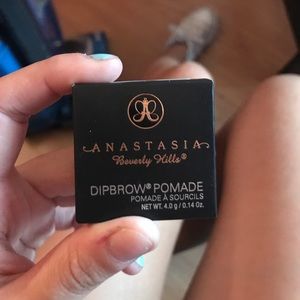 ANASTASIA
Beverly Hills®
DIPBROW® POMADE
POMADE À SOURCILS
NET WT. 4.0 g / 0.14 Oz.